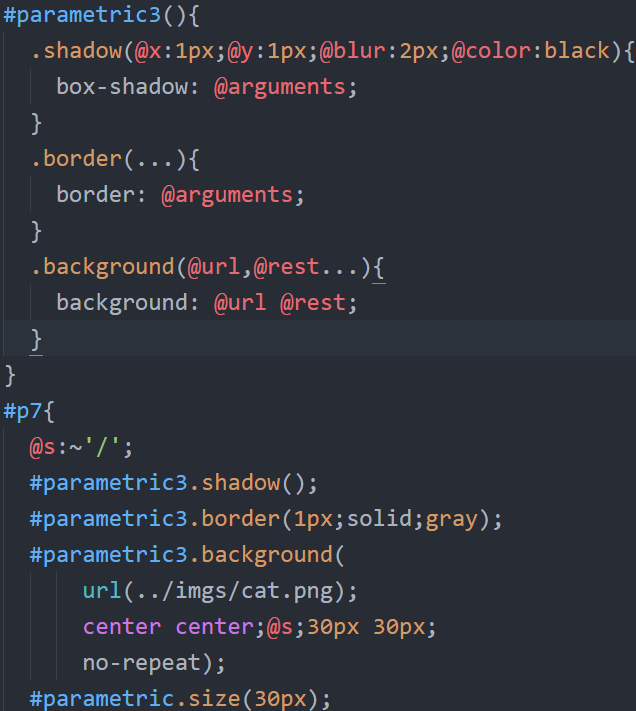 #parametric3(){
.shadow(@x:1px;@y:1px;@blur:2px;@color:black){
box-shadow: @arguments;
}
.border(...){
border: @arguments;
}
.background(@url,@rest...){
background: @url @rest;
}
}
#p7{
@s:~'/';
#parametric3.shadow();
#parametric3.border(1px;solid;gray);
#parametric3.background(
url(../imgs/cat.png);
center center;@s;30px 30px;
no-repeat);
#parametric.size(30px);